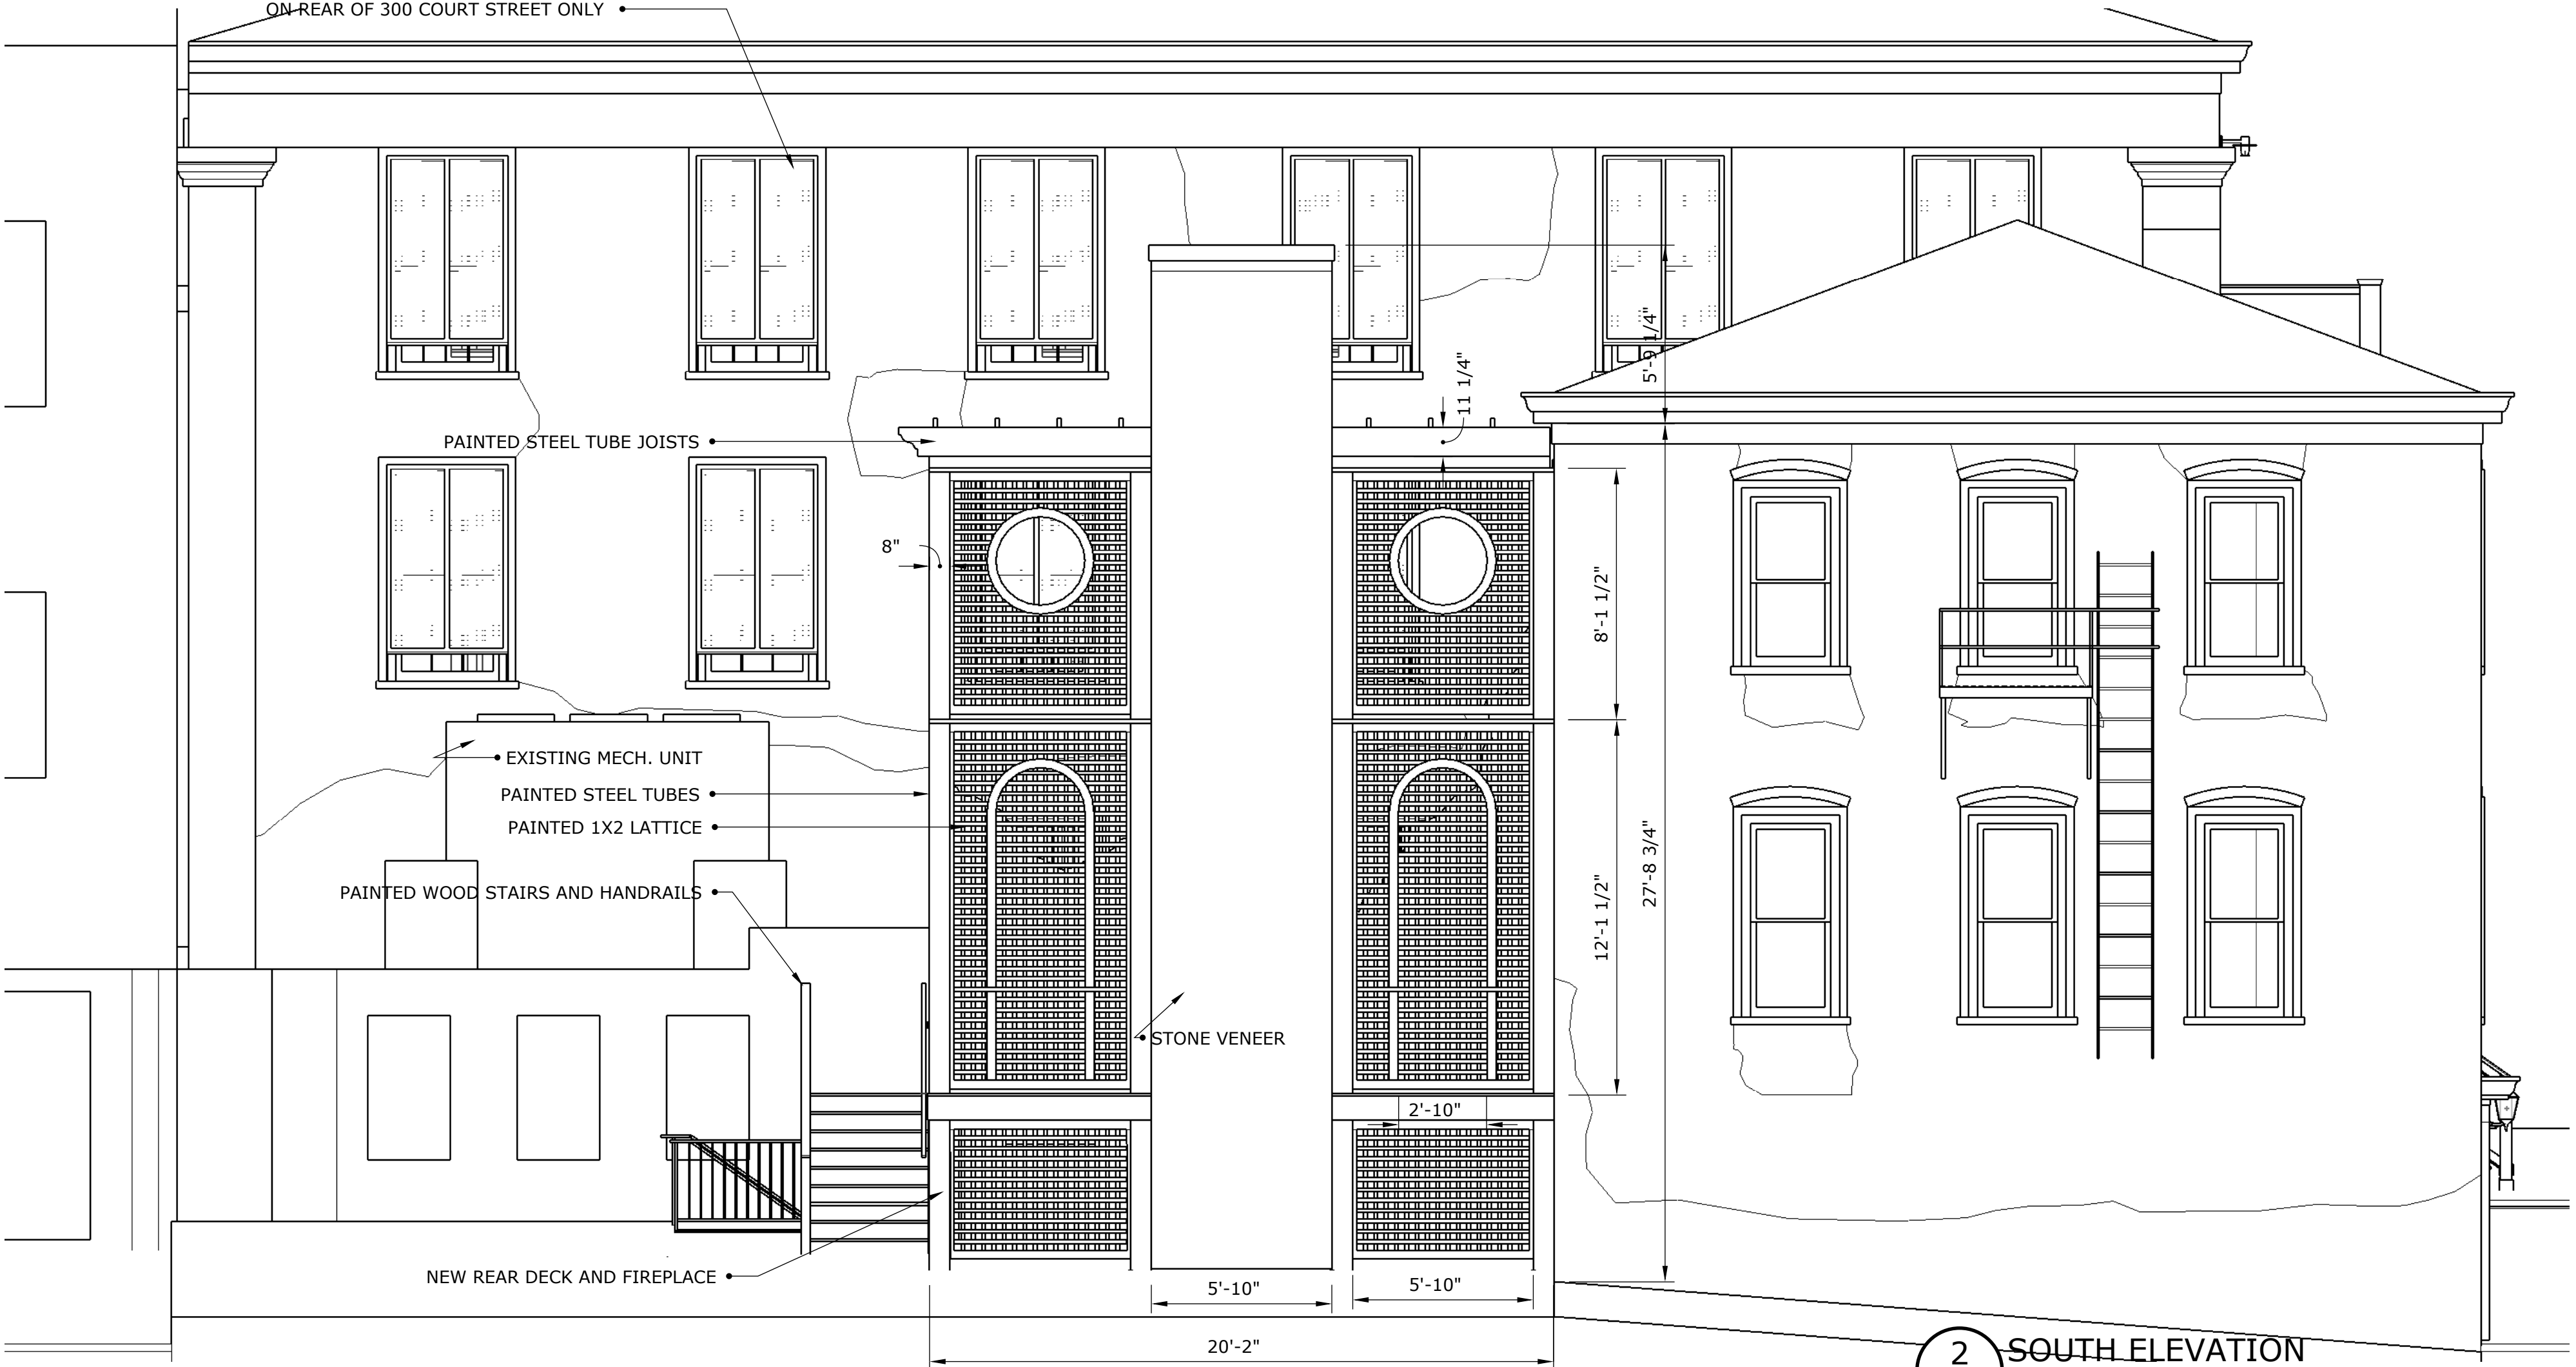 ON REAR OF 300 COURT STREET ONLY
5'-9 1/4"
11 1/4"
PAINTED STEEL TUBE JOISTS
8"
8'-1 1/2"
EXISTING MECH. UNIT
PAINTED STEEL TUBES
PAINTED 1X2 LATTICE
27'-8 3/4"
PAINTED WOOD STAIRS AND HANDRAILS
12'-1 1/2"
STONE VENEER
2'-10"
NEW REAR DECK AND FIREPLACE
5'-10"
5'-10"
20'-2"
2 SOUTH ELEVATION